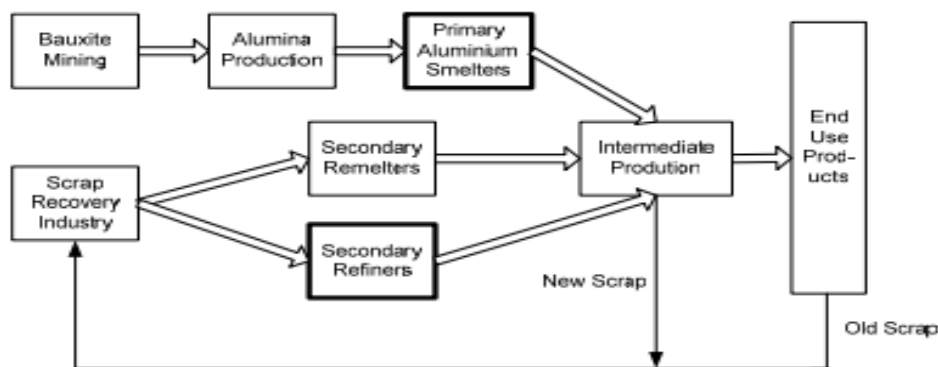 Bauxite
Mining
Alumina
Production
Primary
Aluminium
Smelters
Secondary
Remelters
Intermediate
Prodution
End
Use
Prod-
ucts
Scrap
Recovery
Industry
Secondary
Refiners
New Scrap
Old Scrap